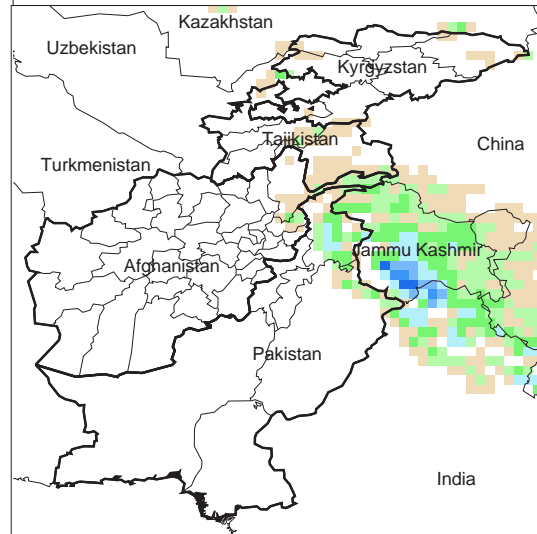 Kazakhstan
Uzbekistan
Kyrgyzstan
Tajikistan
China
Turkmenistan
Jammu Kashmir
Afghanistan
Pakistan
India